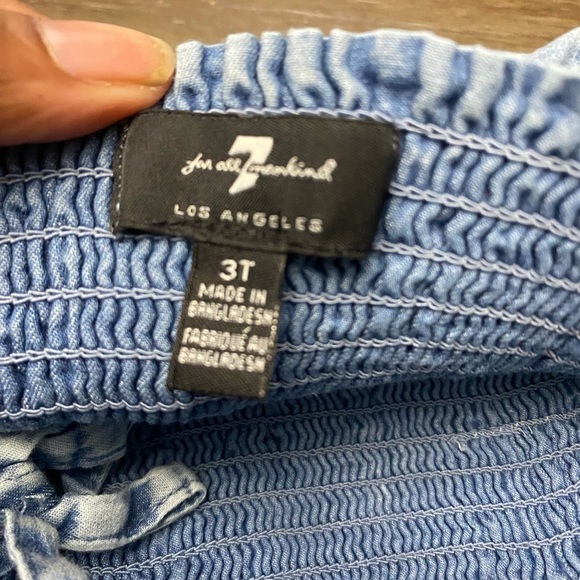 7
for all mankind
LOS ANGELES
3T
MADE IN
BANGLADESH
FABRIQUÉ AU
BANGLADESH